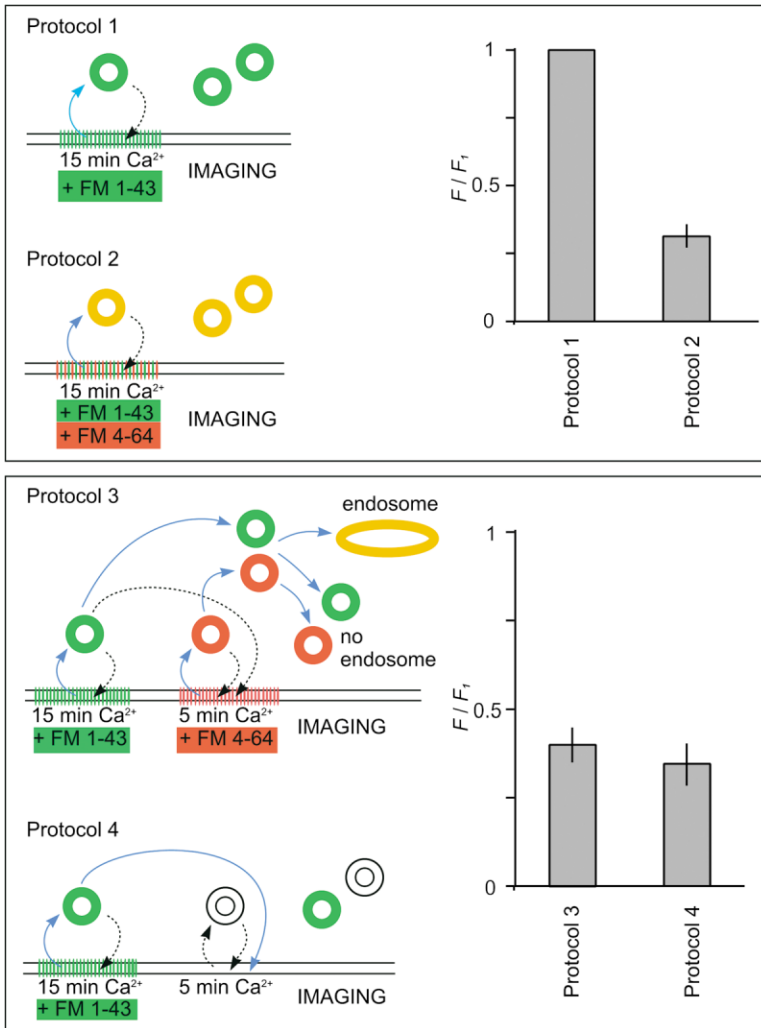 Protocol 1
15 min Ca²⁺
+ FM 1-43
IMAGING
Protocol 2
15 min Ca²⁺
+ FM 1-43
+ FM 4-64
IMAGING
1
0.5
0
F / F₁
Protocol 1
Protocol 2
Protocol 3
endosome
no
endosome
15 min Ca²⁺
+ FM 1-43
5 min Ca²⁺
+ FM 4-64
IMAGING
Protocol 4
15 min Ca²⁺
+ FM 1-43
5 min Ca²⁺
IMAGING
1
0.5
0
F / F₁
Protocol 3
Protocol 4